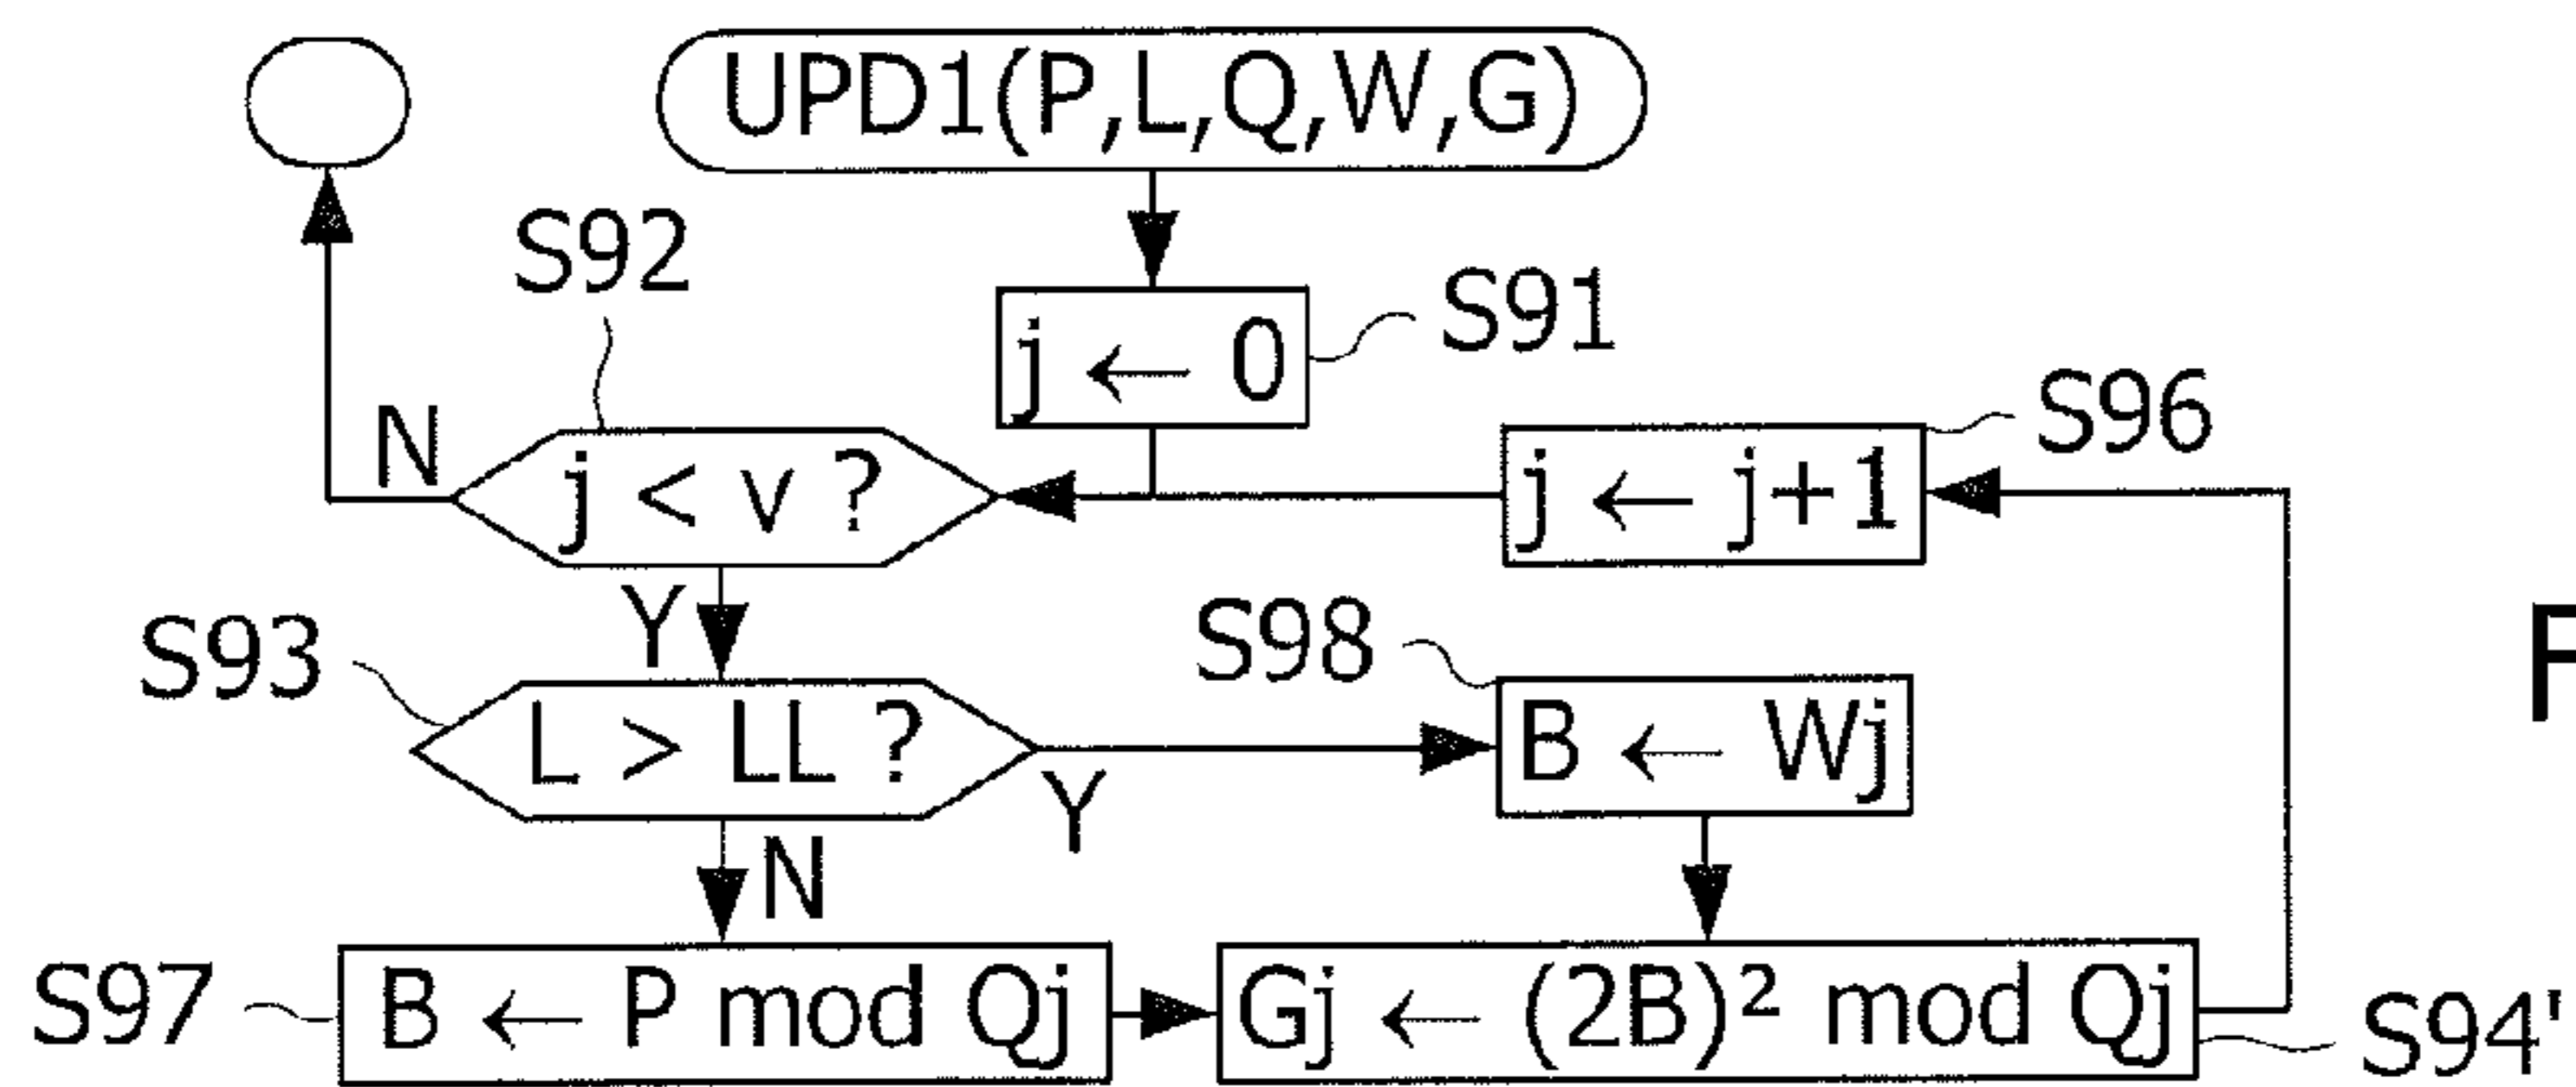 UPD1(P,L,Q,W,G)
S92
j ← 0
S91
N
j < v ?
j ← j+1
S96
Y
S93
L > LL ?
Y
S98
B ← Wj
N
S97
B ← P mod Qj
Gj ← (2B)² mod Qj
S94'
F